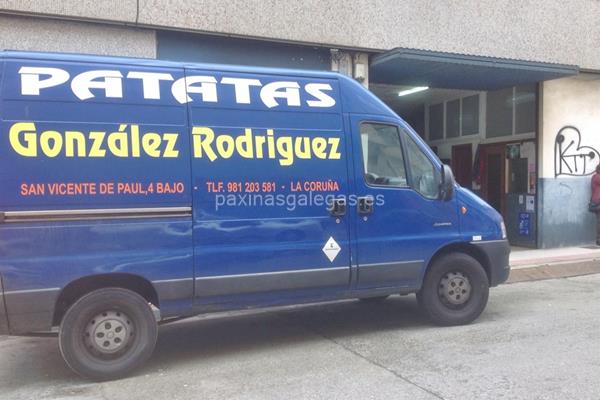 PATATAS
González Rodriguez
SAN VICENTE DE PAUL,4 BAJO - TLF. 981 203 581 - LA CORUÑA
paxinasgalegas.es